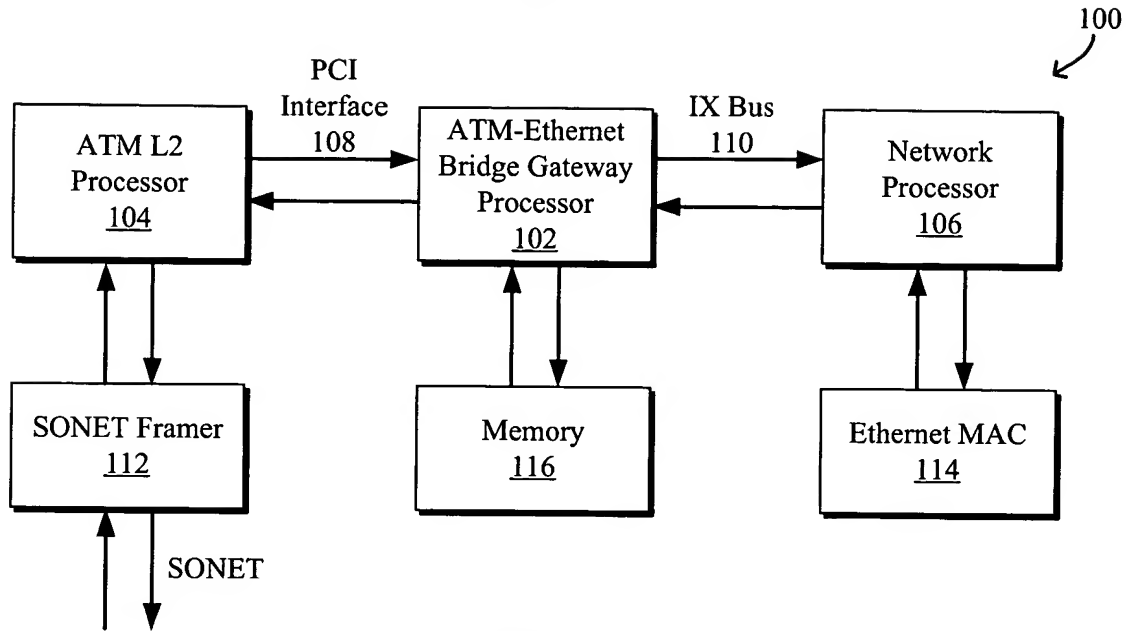 100
PCI
Interface
108
IX Bus
110
ATM L2
Processor
104
ATM-Ethernet
Bridge Gateway
Processor
102
Network
Processor
106
SONET Framer
112
Memory
116
Ethernet MAC
114
SONET